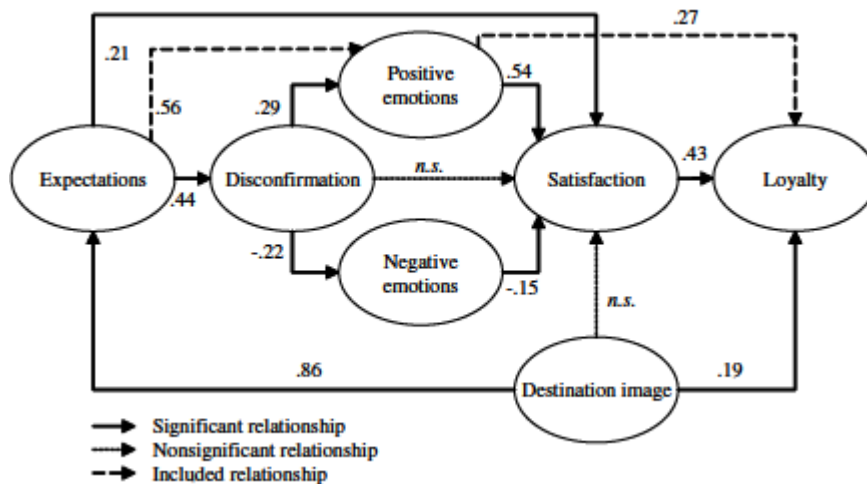 .27
.21
Positive
emotions
.54
.56
.29
Expectations
.44
Disconfirmation
n.s.
Satisfaction
.43
Loyalty
-.22
Negative
emotions
-.15
n.s.
.86
Destination image
.19
Significant relationship
Nonsignificant relationship
Included relationship